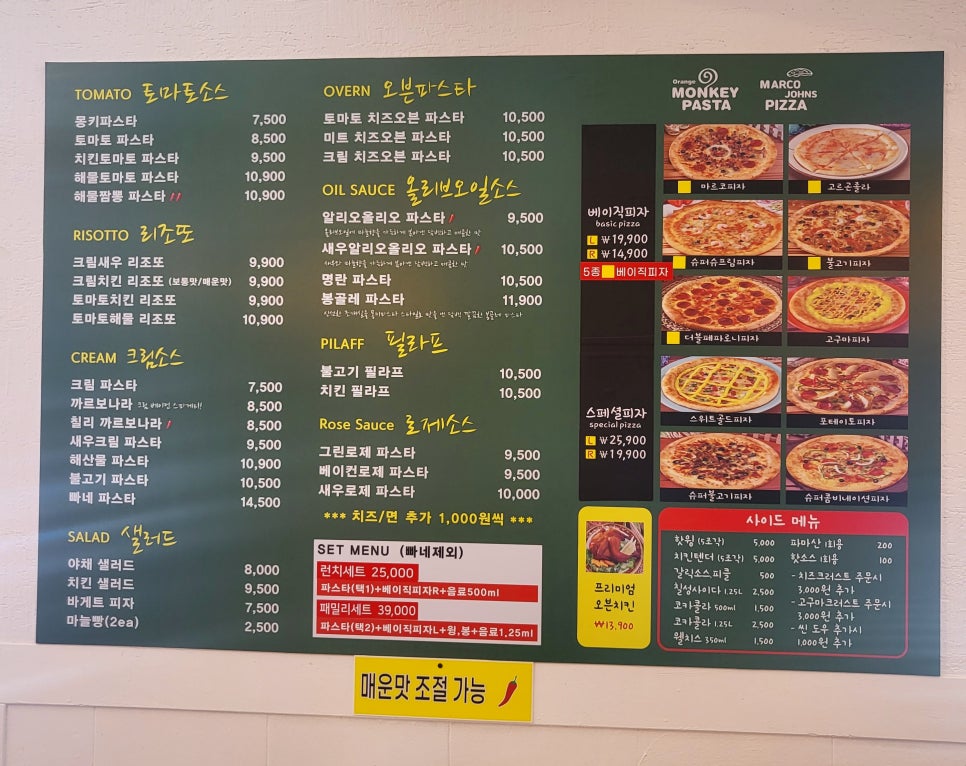 TOMATO 토마토소스
몽키파스타 7,500
토마토 파스타 8,500
치킨토마토 파스타 9,500
해물토마토 파스타 10,900
해물짬뽕 파스타 10,900
RISOTTO 리조또
크림새우 리조또 9,900
크림치킨 리조또 (보통맛/매운맛) 9,900
토마토치킨 리조또 9,900
토마토해물 리조또 10,900
CREAM 크림소스
크림 파스타 7,500
까르보나라 크림 베이컨 스파게티! 8,500
칠리 까르보나라 8,500
새우크림 파스타 9,500
해산물 파스타 10,900
불고기 파스타 10,500
빠네 파스타 14,500
SALAD 샐러드
야채 샐러드 8,000
치킨 샐러드 9,500
바게트 피자 7,500
마늘빵(2ea) 2,500
OVERN 오븐파스타
토마토 치즈오븐 파스타 10,500
미트 치즈오븐 파스타 10,500
크림 치즈오븐 파스타 10,500
OIL SAUCE 올리브오일소스
알리오올리오 파스타 9,500
새우알리오올리오 파스타 10,500
명란 파스타 10,500
봉골레 파스타 11,900
PILAFF 필라프
불고기 필라프 10,500
치킨 필라프 10,500
Rose Sauce 로제소스
그린로제 파스타 9,500
베이컨로제 파스타 9,500
새우로제 파스타 10,000
*** 치즈/면 추가 1,000원씩 ***
SET MENU (빠네제외)
런치세트 25,000
파스타(택1)+베이직피자R+음료500ml
패밀리세트 39,000
파스타(택2)+베이직피자L+윙,봉+음료1.25ml
Orange MONKEY PASTA
MARCO JOHNS PIZZA
베이직피자
basic pizza
L ₩19,900
R ₩14,900
5종 베이직피자
마르코피자 고르곤졸라
슈퍼슈프림피자 불고기피자
더블페파로니피자 고구마피자
스페셜피자
special pizza
L ₩25,900
R ₩19,900
스위트골드피자 포테이토피자
슈퍼불고기피자 슈퍼콤비네이션피자
프리미엄
오븐치킨
₩13,900
사이드 메뉴
핫윙 (5조각) 5,000
치킨텐더 (5조각) 5,000
갈릭소스피클 500
칠성사이다 1.25L 2,500
코카콜라 500ml 1,500
코카콜라 1.25L 2,500
웰치스 350ml 1,500
파마산 1회용 200
핫소스 1회용 100
- 치즈크러스트 주문시
3,000원 추가
- 고구마크러스트 주문시
3,000원 추가
- 씬 도우 추가시
1,000원 추가
매운맛 조절 가능